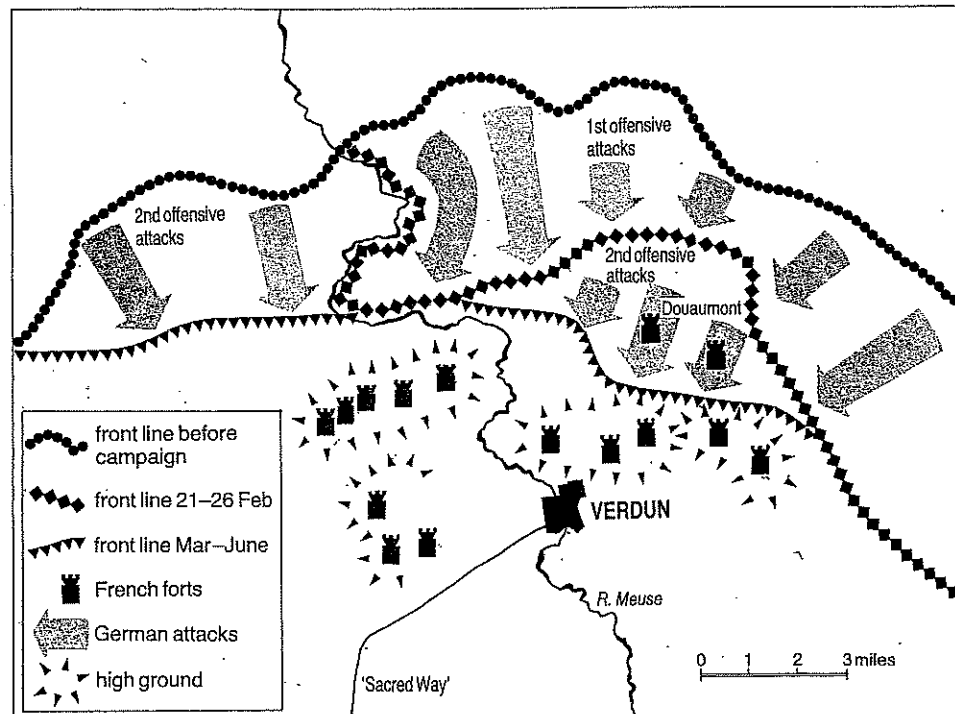 1st offensive
attacks
2nd offensive
attacks
2nd offensive
attacks
Douaumont
VERDUN
R. Meuse
'Sacred Way'
0 1 2 3 miles
front line before
campaign
front line 21–26 Feb
front line Mar–June
French forts
German attacks
high ground